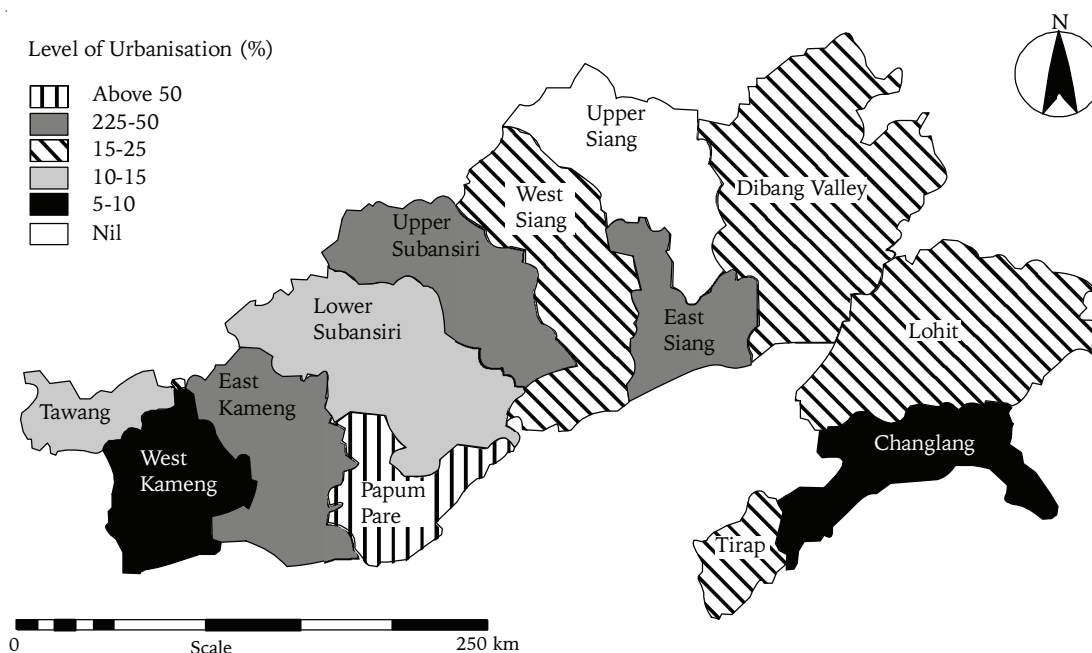 Level of Urbanisation (%)
Above 50
225-50
15-25
10-15
5-10
Nil
N
Upper
Siang
Dibang Valley
West
Siang
Upper
Subansiri
Lower
Subansiri
East
Siang
Lohit
Tawang
East
Kameng
West
Kameng
Changlang
Papum
Pare
Tirap
0
Scale
250 km